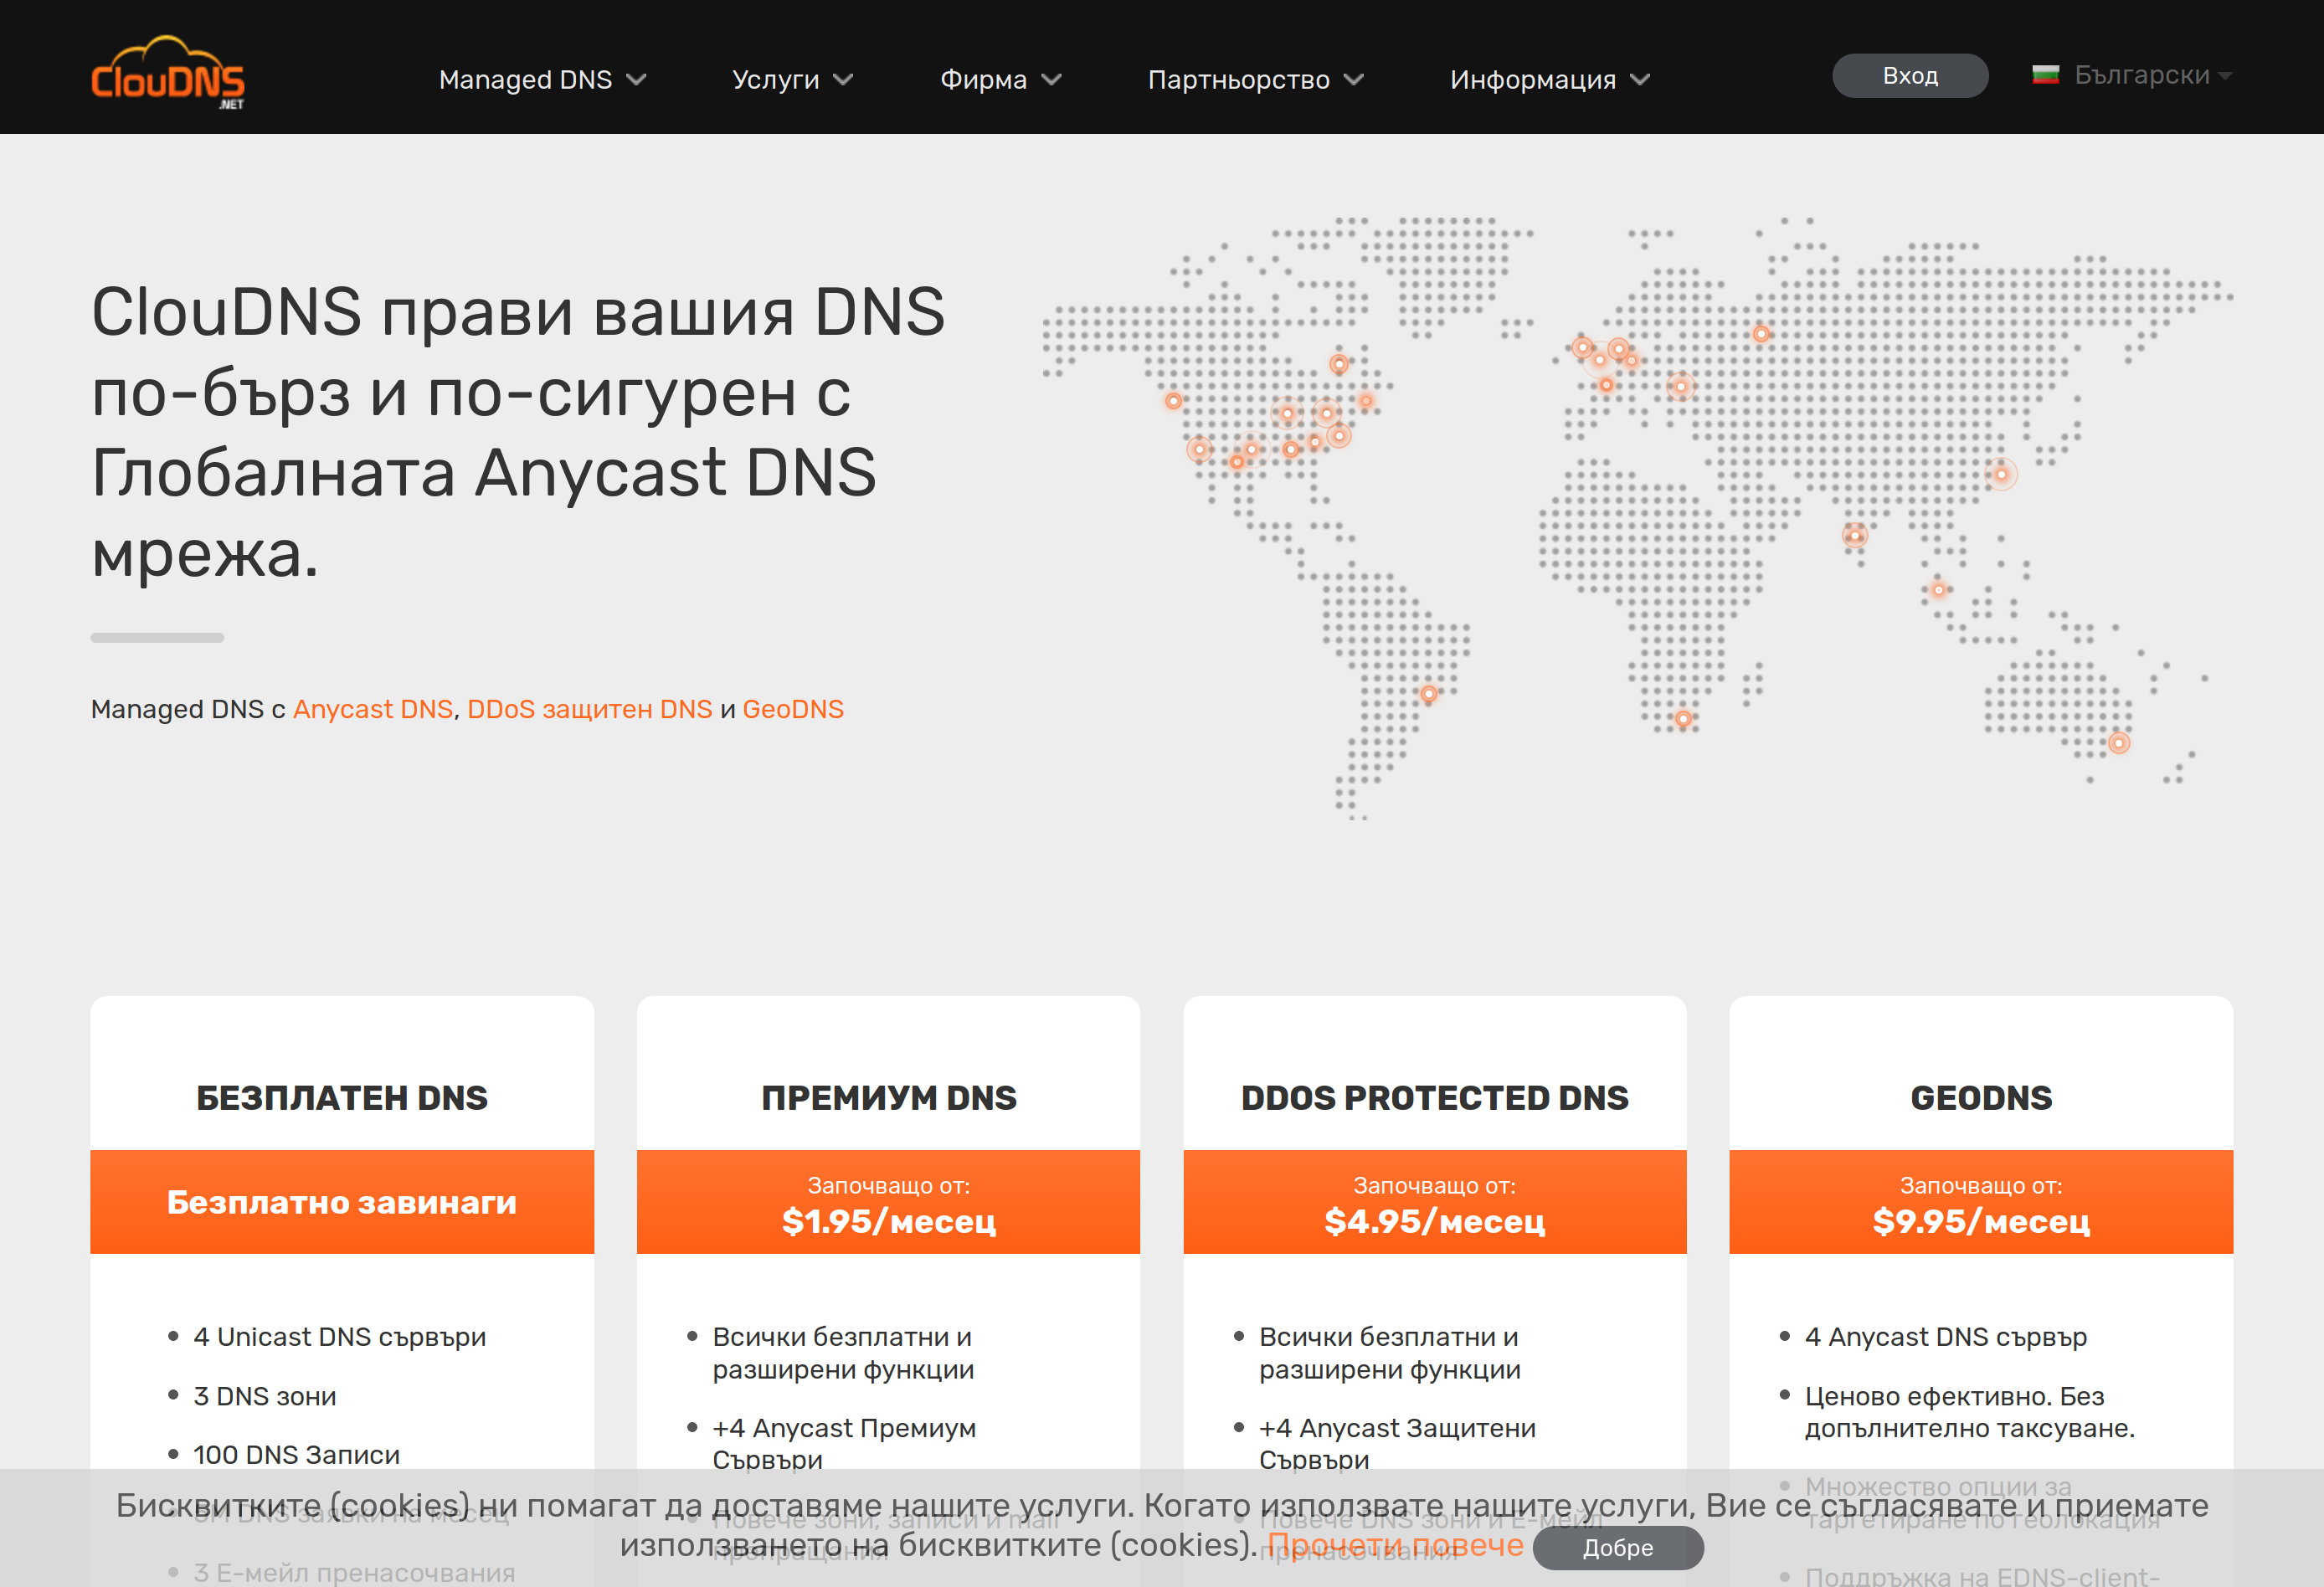 ClouDNS
.NET
Managed DNS
Услуги
Фирма
Партньорство
Информация
Вход
Български
ClouDNS прави вашия DNS
по-бърз и по-сигурен с
Глобалната Anycast DNS
мрежа.
Managed DNS с Anycast DNS, DDoS защитен DNS и GeoDNS
БЕЗПЛАТЕН DNS
Безплатно завинаги
4 Unicast DNS сървъри
3 DNS зони
100 DNS Записи
5M DNS заявки на месец
3 Е-мейл пренасочвания
ПРЕМИУМ DNS
Започващо от:
$1.95/месец
Всички безплатни и
разширени функции
+4 Anycast Премиум
Сървъри
Повече зони, записи и mail
препращания
DDOS PROTECTED DNS
Започващо от:
$4.95/месец
Всички безплатни и
разширени функции
+4 Anycast Защитени
Сървъри
Повече DNS зони и Е-мейл
пренасочвания
GEODNS
Започващо от:
$9.95/месец
4 Anycast DNS сървър
Ценово ефективно. Без
допълнително таксуване.
Множество опции за
таргетиране по геолокация
Поддръжка на EDNS-client-
Бисквитките (cookies) ни помагат да доставяме нашите услуги. Когато използвате нашите услуги, Вие се съгласявате и приемате
използването на бисквитките (cookies). Прочети повече Добре